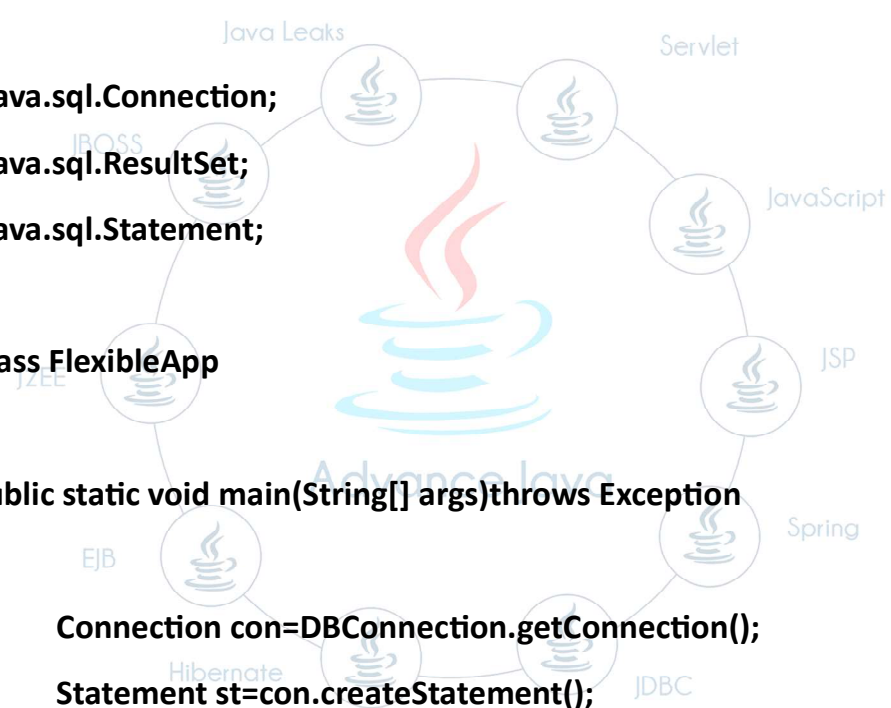 Java Leaks
Servlet
ava.sql.Connection;
JBOSS
ava.sql.ResultSet;
JavaScript
ava.sql.Statement;
ass FlexibleApp
J2EE
JSP
Advance Java
ublic static void main(String[] args)throws Exception
Spring
EJB
Connection con=DBConnection.getConnection();
Hibernate
JDBC
Statement st=con.createStatement();